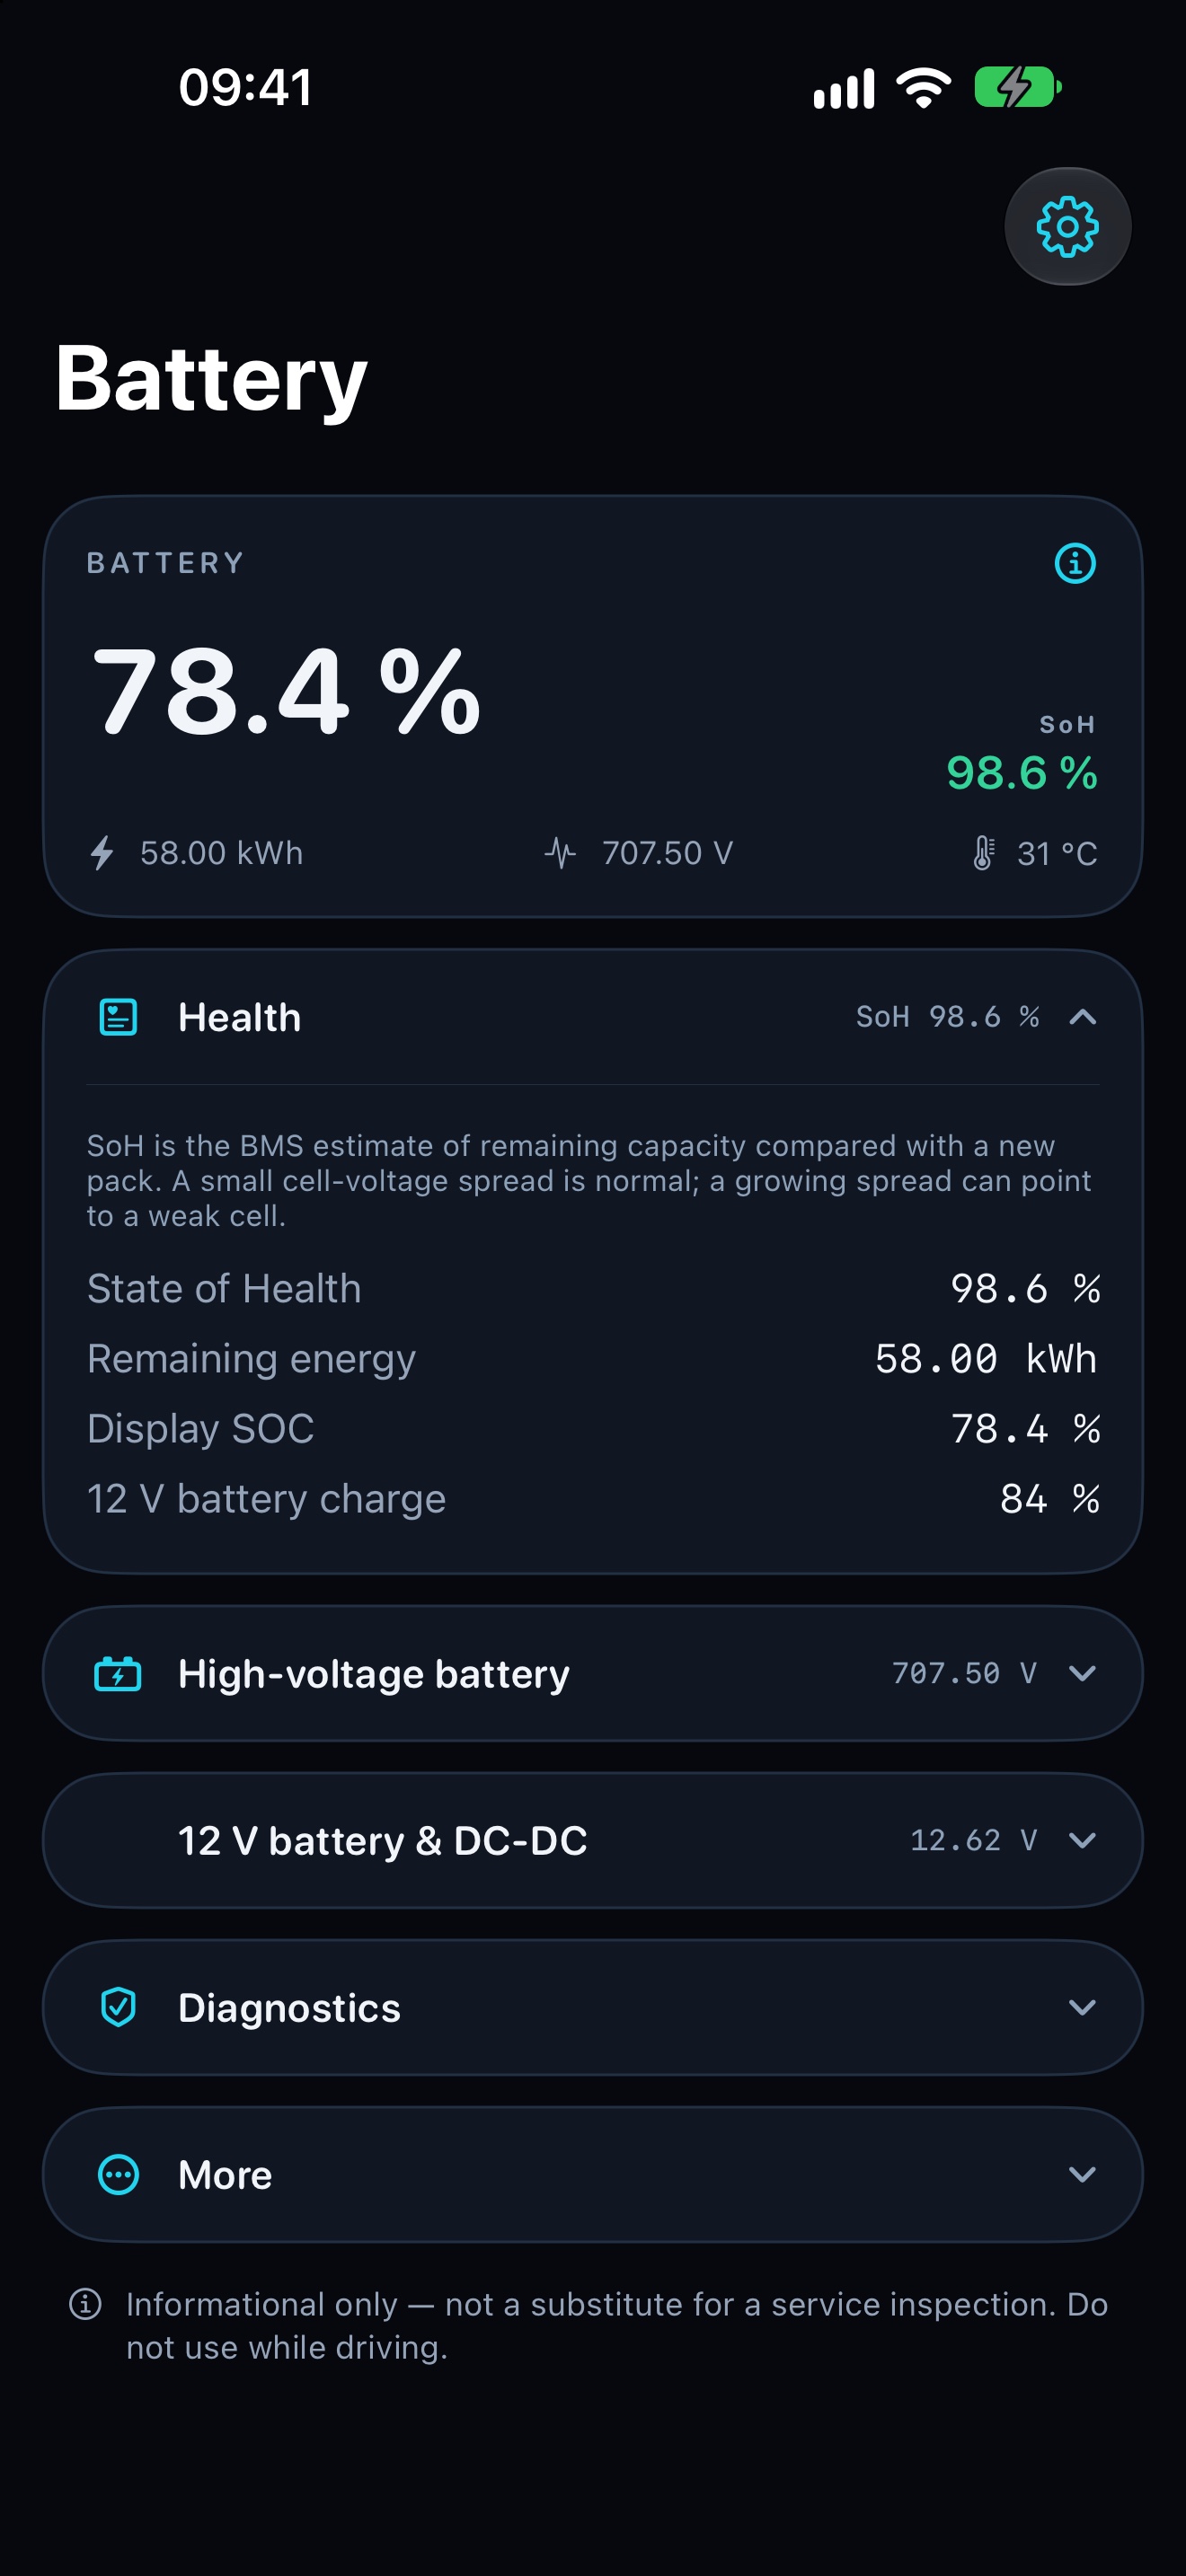 09:41
Battery
BATTERY
78.4 %
SoH
98.6 %
58.00 kWh 707.50 V 31 °C
Health SoH 98.6 %
SoH is the BMS estimate of remaining capacity compared with a new
pack. A small cell-voltage spread is normal; a growing spread can point
to a weak cell.
State of Health 98.6 %
Remaining energy 58.00 kWh
Display SOC 78.4 %
12 V battery charge 84 %
High-voltage battery 707.50 V
12 V battery & DC-DC 12.62 V
Diagnostics
More
Informational only — not a substitute for a service inspection. Do
not use while driving.